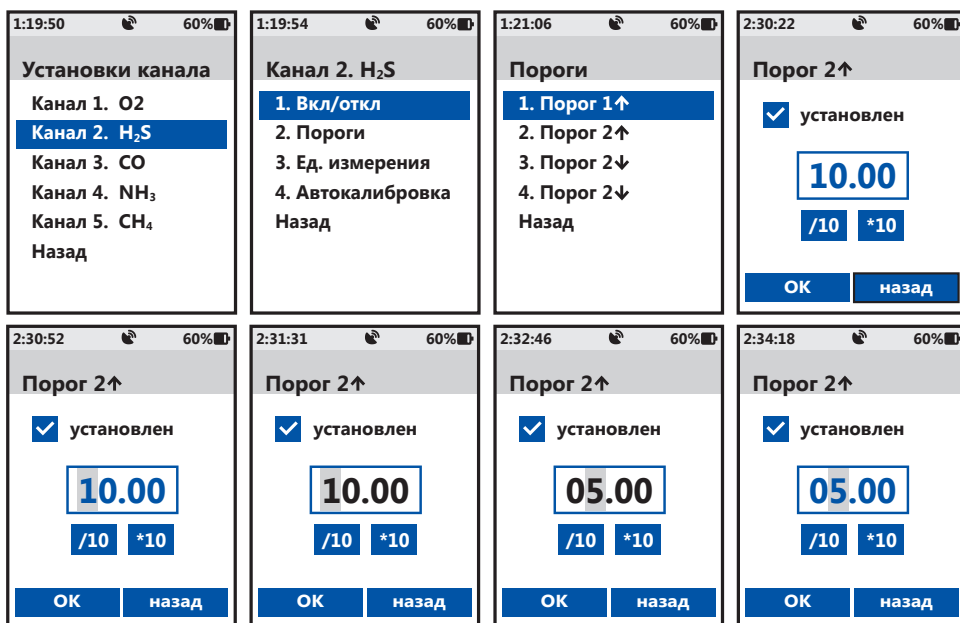 1:19:50 60%
Установки канала
Канал 1. O2
Канал 2. H₂S
Канал 3. CO
Канал 4. NH₃
Канал 5. CH₄
Назад
1:19:54 60%
Канал 2. H₂S
1. Вкл/откл
2. Пороги
3. Ед. измерения
4. Автокалибровка
Назад
1:21:06 60%
Пороги
1. Порог 1↑
2. Порог 2↑
3. Порог 2↓
4. Порог 2↓
Назад
2:30:22 60%
Порог 2↑
установлен
10.00
/10 *10
OK назад
2:30:52 60%
Порог 2↑
установлен
10.00
/10 *10
OK назад
2:31:31 60%
Порог 2↑
установлен
10.00
/10 *10
OK назад
2:32:46 60%
Порог 2↑
установлен
05.00
/10 *10
OK назад
2:34:18 60%
Порог 2↑
установлен
05.00
/10 *10
OK назад